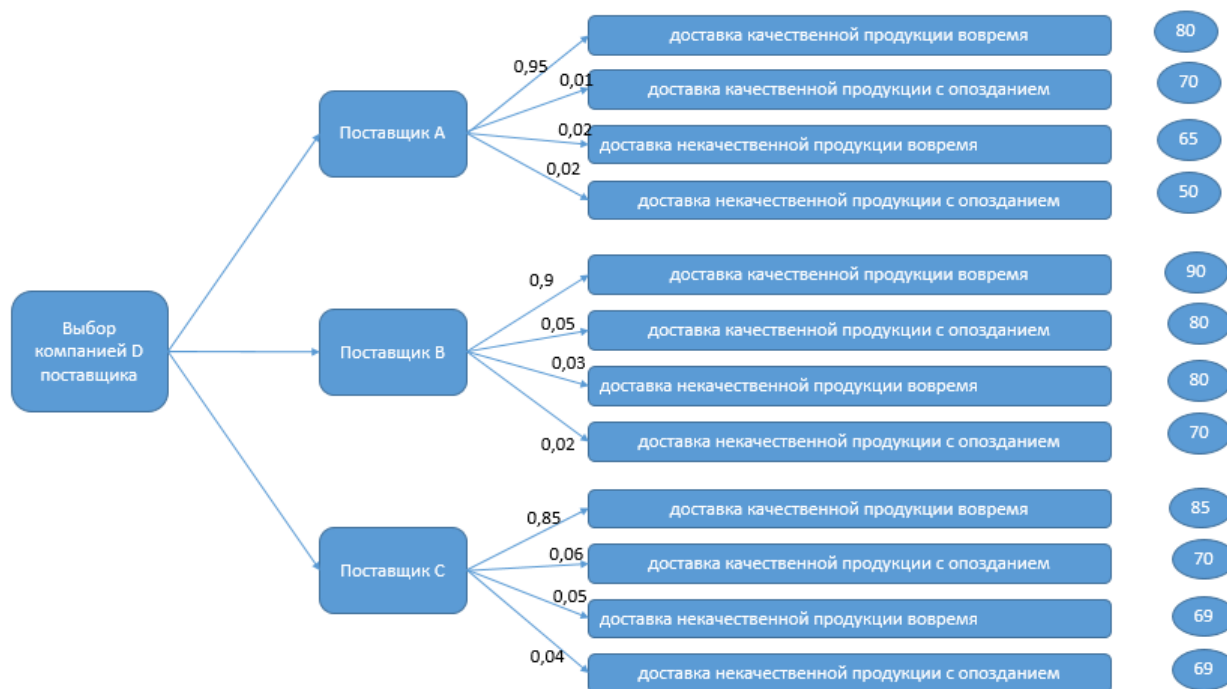 доставка качественной продукции вовремя
80
0,95
0,01
доставка качественной продукции с опозданием
70
Поставщик А
0,02
доставка некачественной продукции вовремя
65
0,02
доставка некачественной продукции с опозданием
50
0,9
доставка качественной продукции вовремя
90
0,05
доставка качественной продукции с опозданием
80
Выбор
компанией D
поставщика
Поставщик В
0,03
доставка некачественной продукции вовремя
80
0,02
доставка некачественной продукции с опозданием
70
0,85
доставка качественной продукции вовремя
85
0,06
доставка качественной продукции с опозданием
70
Поставщик С
0,05
доставка некачественной продукции вовремя
69
0,04
доставка некачественной продукции с опозданием
69